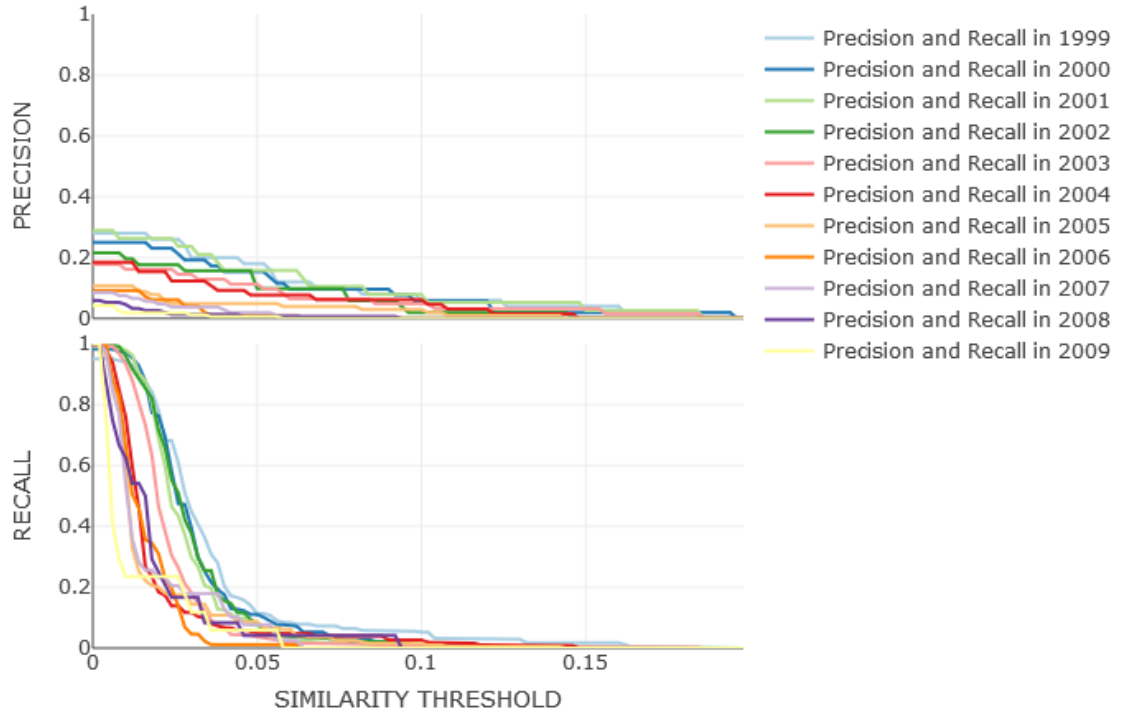 PRECISION
1
0.8
0.6
0.4
0.2
0
RECALL
1
0.8
0.6
0.4
0.2
0
0
0.05
0.1
0.15
SIMILARITY THRESHOLD
Precision and Recall in 1999
Precision and Recall in 2000
Precision and Recall in 2001
Precision and Recall in 2002
Precision and Recall in 2003
Precision and Recall in 2004
Precision and Recall in 2005
Precision and Recall in 2006
Precision and Recall in 2007
Precision and Recall in 2008
Precision and Recall in 2009